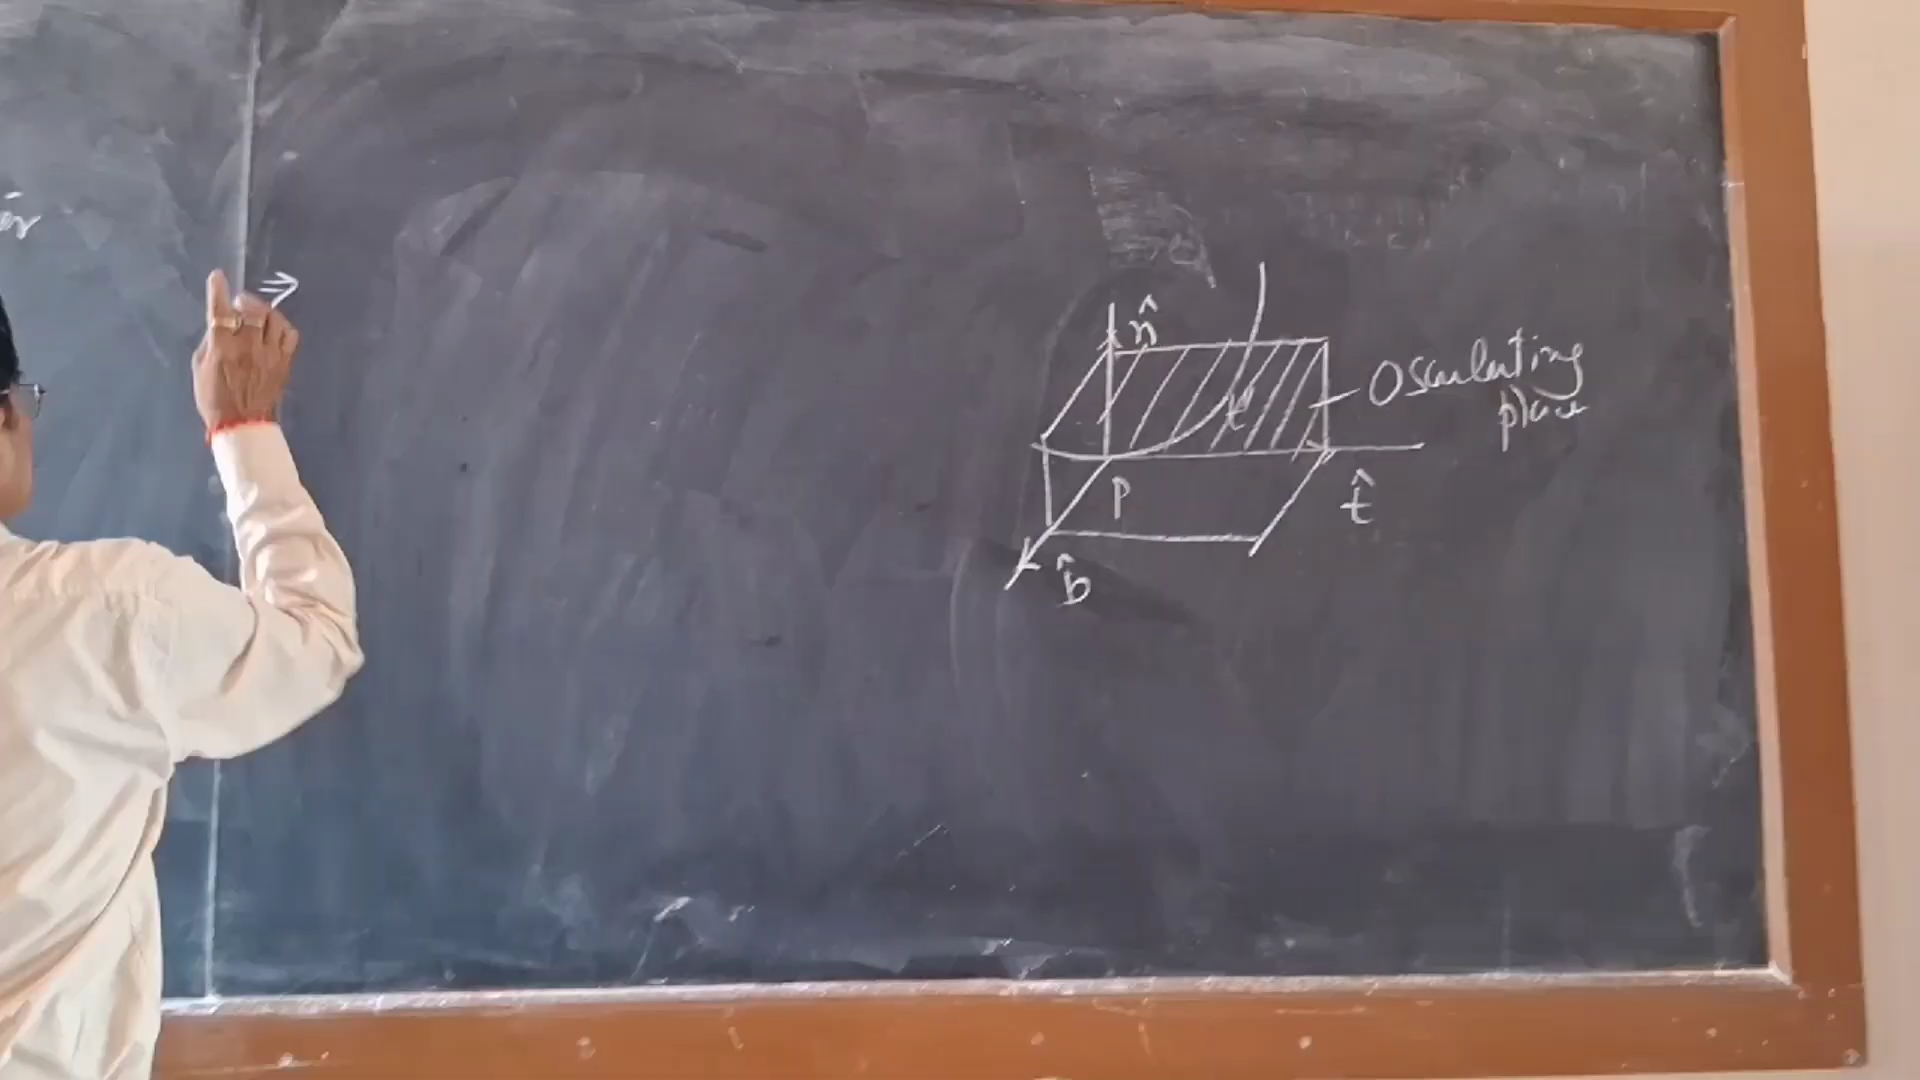 ⇒
n̂
Osculating
plane
P
t̂
b̂